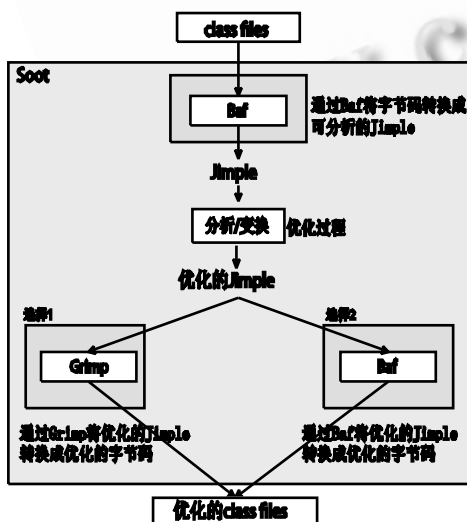 class files
Soot
Baf
通过Baf将字节码转换成
可分析的Jimple
Jimple
分析/变换
优化过程
优化的Jimple
选择1
选择2
Grimp
Baf
通过Grimp将优化的Jimple
转换成优化的字节码
通过Baf将优化的Jimple
转换成优化的字节码
优化的class files